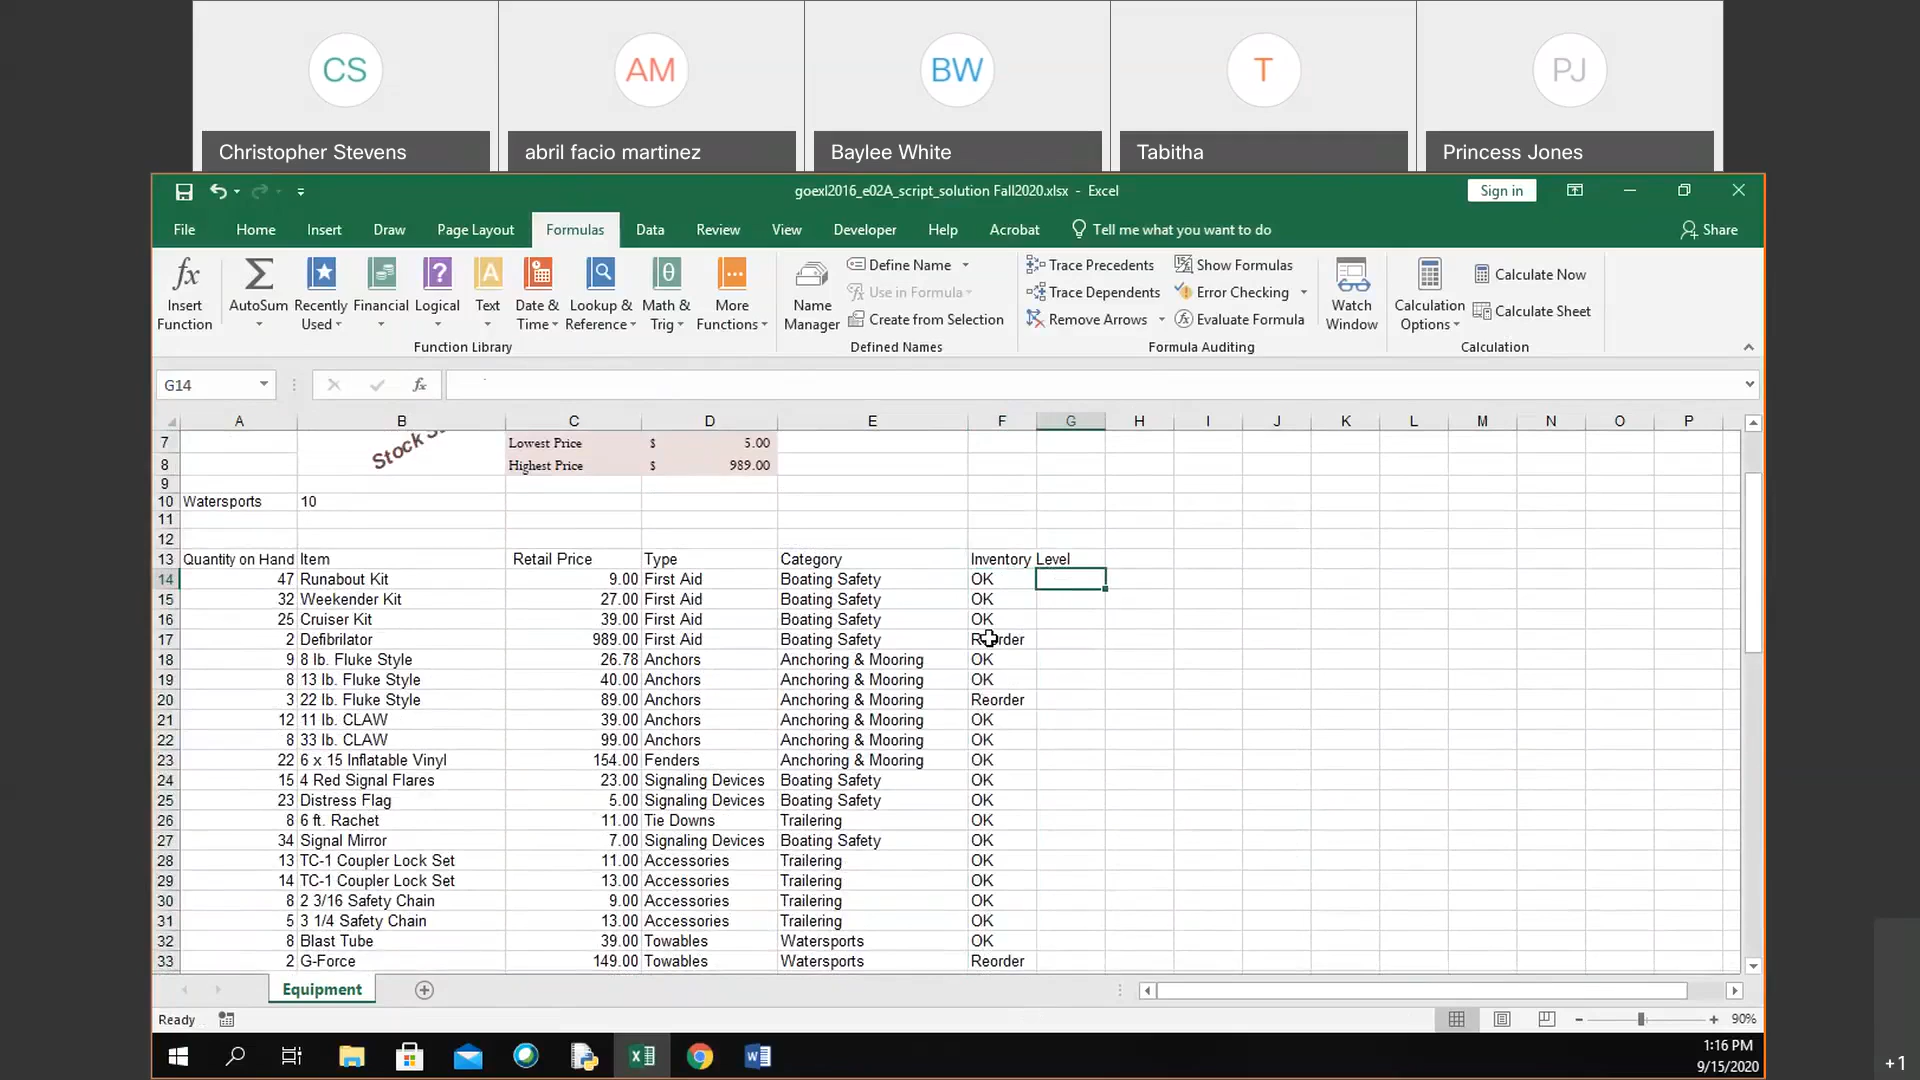 CS
AM
BW
T
PJ
Christopher Stevens
abril facio martinez
Baylee White
Tabitha
Princess Jones
goexl2016_e02A_script_solution Fall2020.xlsx - Excel
Sign in
File Home Insert Draw Page Layout Formulas Data Review View Developer Help Acrobat Tell me what you want to do Share
Insert Function
AutoSum
Recently Used
Financial
Logical
Text
Date & Time
Lookup & Reference
Math & Trig
More Functions
Function Library
Name Manager
Define Name
Use in Formula
Create from Selection
Defined Names
Trace Precedents
Trace Dependents
Remove Arrows
Show Formulas
Error Checking
Evaluate Formula
Formula Auditing
Watch Window
Calculation Options
Calculate Now
Calculate Sheet
Calculation
G14
fx
A B C D E F G H I J K L M N O P
7 Lowest Price $ 5.00
8 Highest Price $ 989.00
Stock
9
10 Watersports 10
11
12
13 Quantity on Hand Item Retail Price Type Category Inventory Level
14 47 Runabout Kit 9.00 First Aid Boating Safety OK
15 32 Weekender Kit 27.00 First Aid Boating Safety OK
16 25 Cruiser Kit 39.00 First Aid Boating Safety OK
17 2 Defibrilator 989.00 First Aid Boating Safety Reorder
18 9 8 lb. Fluke Style 26.78 Anchors Anchoring & Mooring OK
19 8 13 lb. Fluke Style 40.00 Anchors Anchoring & Mooring OK
20 3 22 lb. Fluke Style 89.00 Anchors Anchoring & Mooring Reorder
21 12 11 lb. CLAW 39.00 Anchors Anchoring & Mooring OK
22 8 33 lb. CLAW 99.00 Anchors Anchoring & Mooring OK
23 22 6 x 15 Inflatable Vinyl 154.00 Fenders Anchoring & Mooring OK
24 15 4 Red Signal Flares 23.00 Signaling Devices Boating Safety OK
25 23 Distress Flag 5.00 Signaling Devices Boating Safety OK
26 8 6 ft. Rachet 11.00 Tie Downs Trailering OK
27 34 Signal Mirror 7.00 Signaling Devices Boating Safety OK
28 13 TC-1 Coupler Lock Set 11.00 Accessories Trailering OK
29 14 TC-1 Coupler Lock Set 13.00 Accessories Trailering OK
30 8 2 3/16 Safety Chain 9.00 Accessories Trailering OK
31 5 3 1/4 Safety Chain 13.00 Accessories Trailering OK
32 8 Blast Tube 39.00 Towables Watersports OK
33 2 G-Force 149.00 Towables Watersports Reorder
Equipment
Ready
90%
1:16 PM
9/15/2020
+1